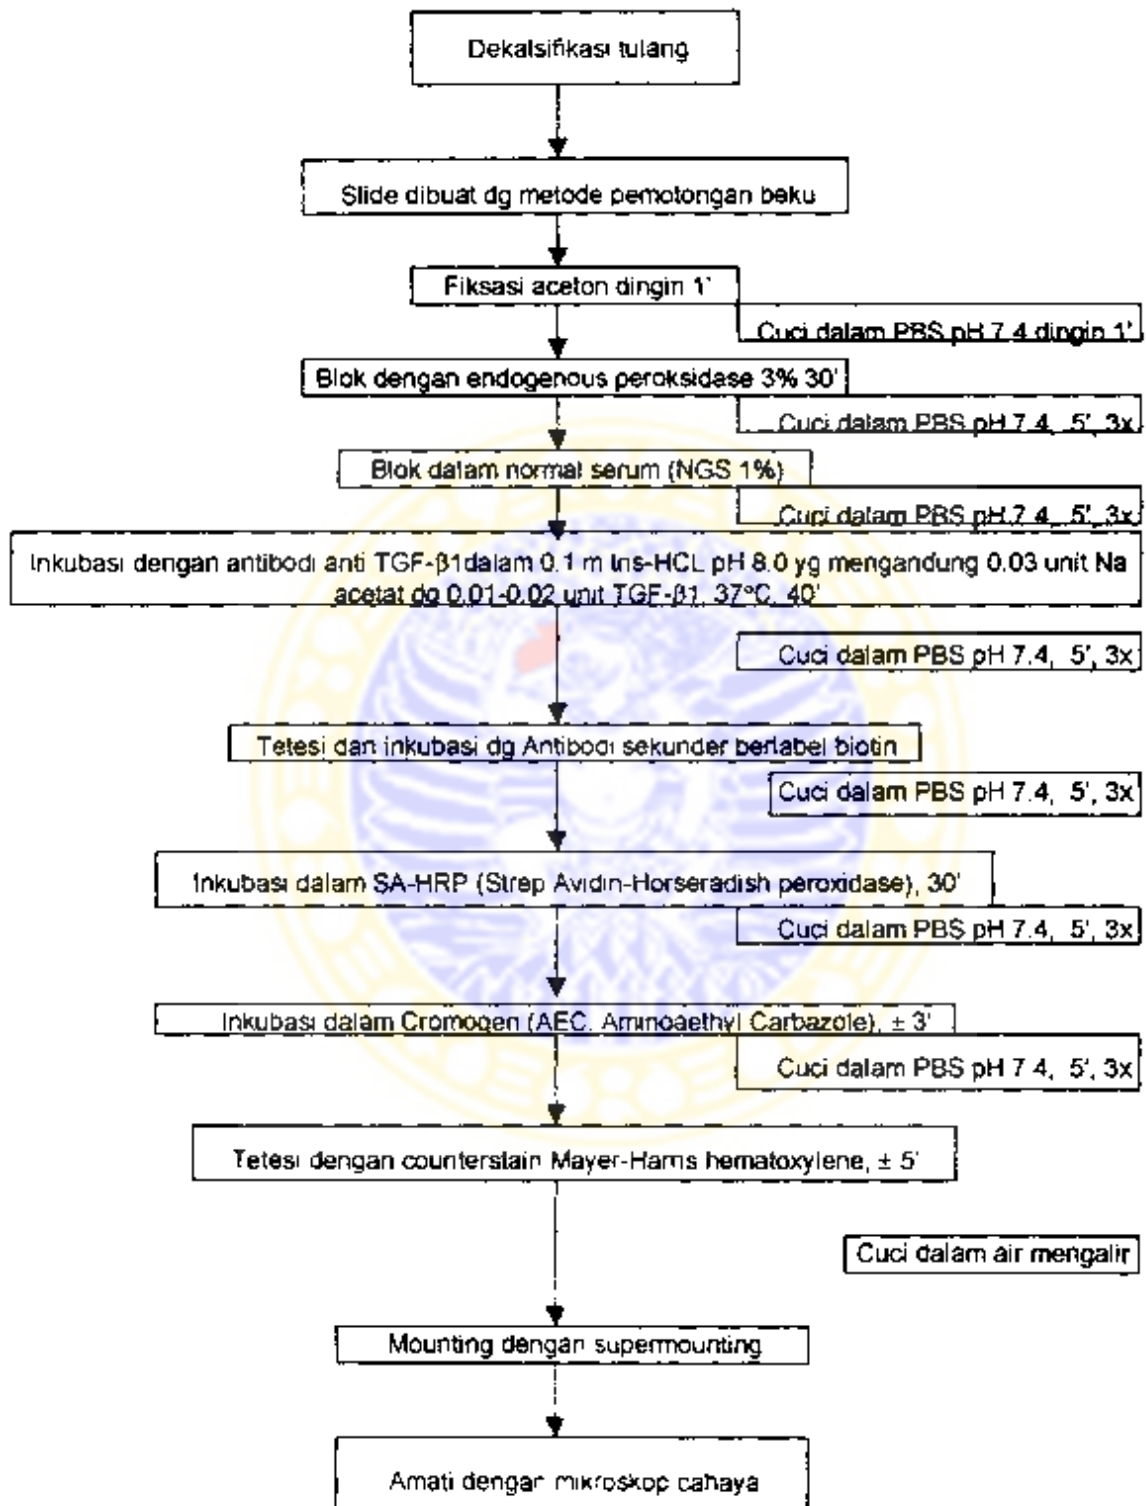 Dekalsifikasi tulang
Slide dibuat dg metode pemotongan beku
Fiksasi aceton dingin 1'
Cuci dalam PBS pH 7.4 dingin 1'
Blok dengan endogenous peroksidase 3% 30'
Cuci dalam PBS pH 7.4, 5', 3x
Blok dalam normal serum (NGS 1%)
Cuci dalam PBS pH 7.4, 5', 3x
Inkubasi dengan antibodi anti TGF-β1dalam 0.1 m tris-HCL pH 8.0 yg mengandung 0.03 unit Na
acetat dg 0.01-0.02 unit TGF-β1, 37°C, 40'
Cuci dalam PBS pH 7.4, 5', 3x
Tetesi dan inkubasi dg Antibodi sekunder berlabel biotin
Cuci dalam PBS pH 7.4, 5', 3x
Inkubasi dalam SA-HRP (Strep Avidin-Horseradish peroxidase), 30'
Cuci dalam PBS pH 7.4, 5', 3x
Inkubasi dalam Cromogen (AEC. Aminoaethyl Carbazole), ± 3'
Cuci dalam PBS pH 7 4, 5', 3x
Tetesi dengan counterstain Mayer-Harris hematoxylene, ± 5'
Cuci dalam air mengalir
Mounting dengan supermounting
Amati dengan mikroskop cahaya